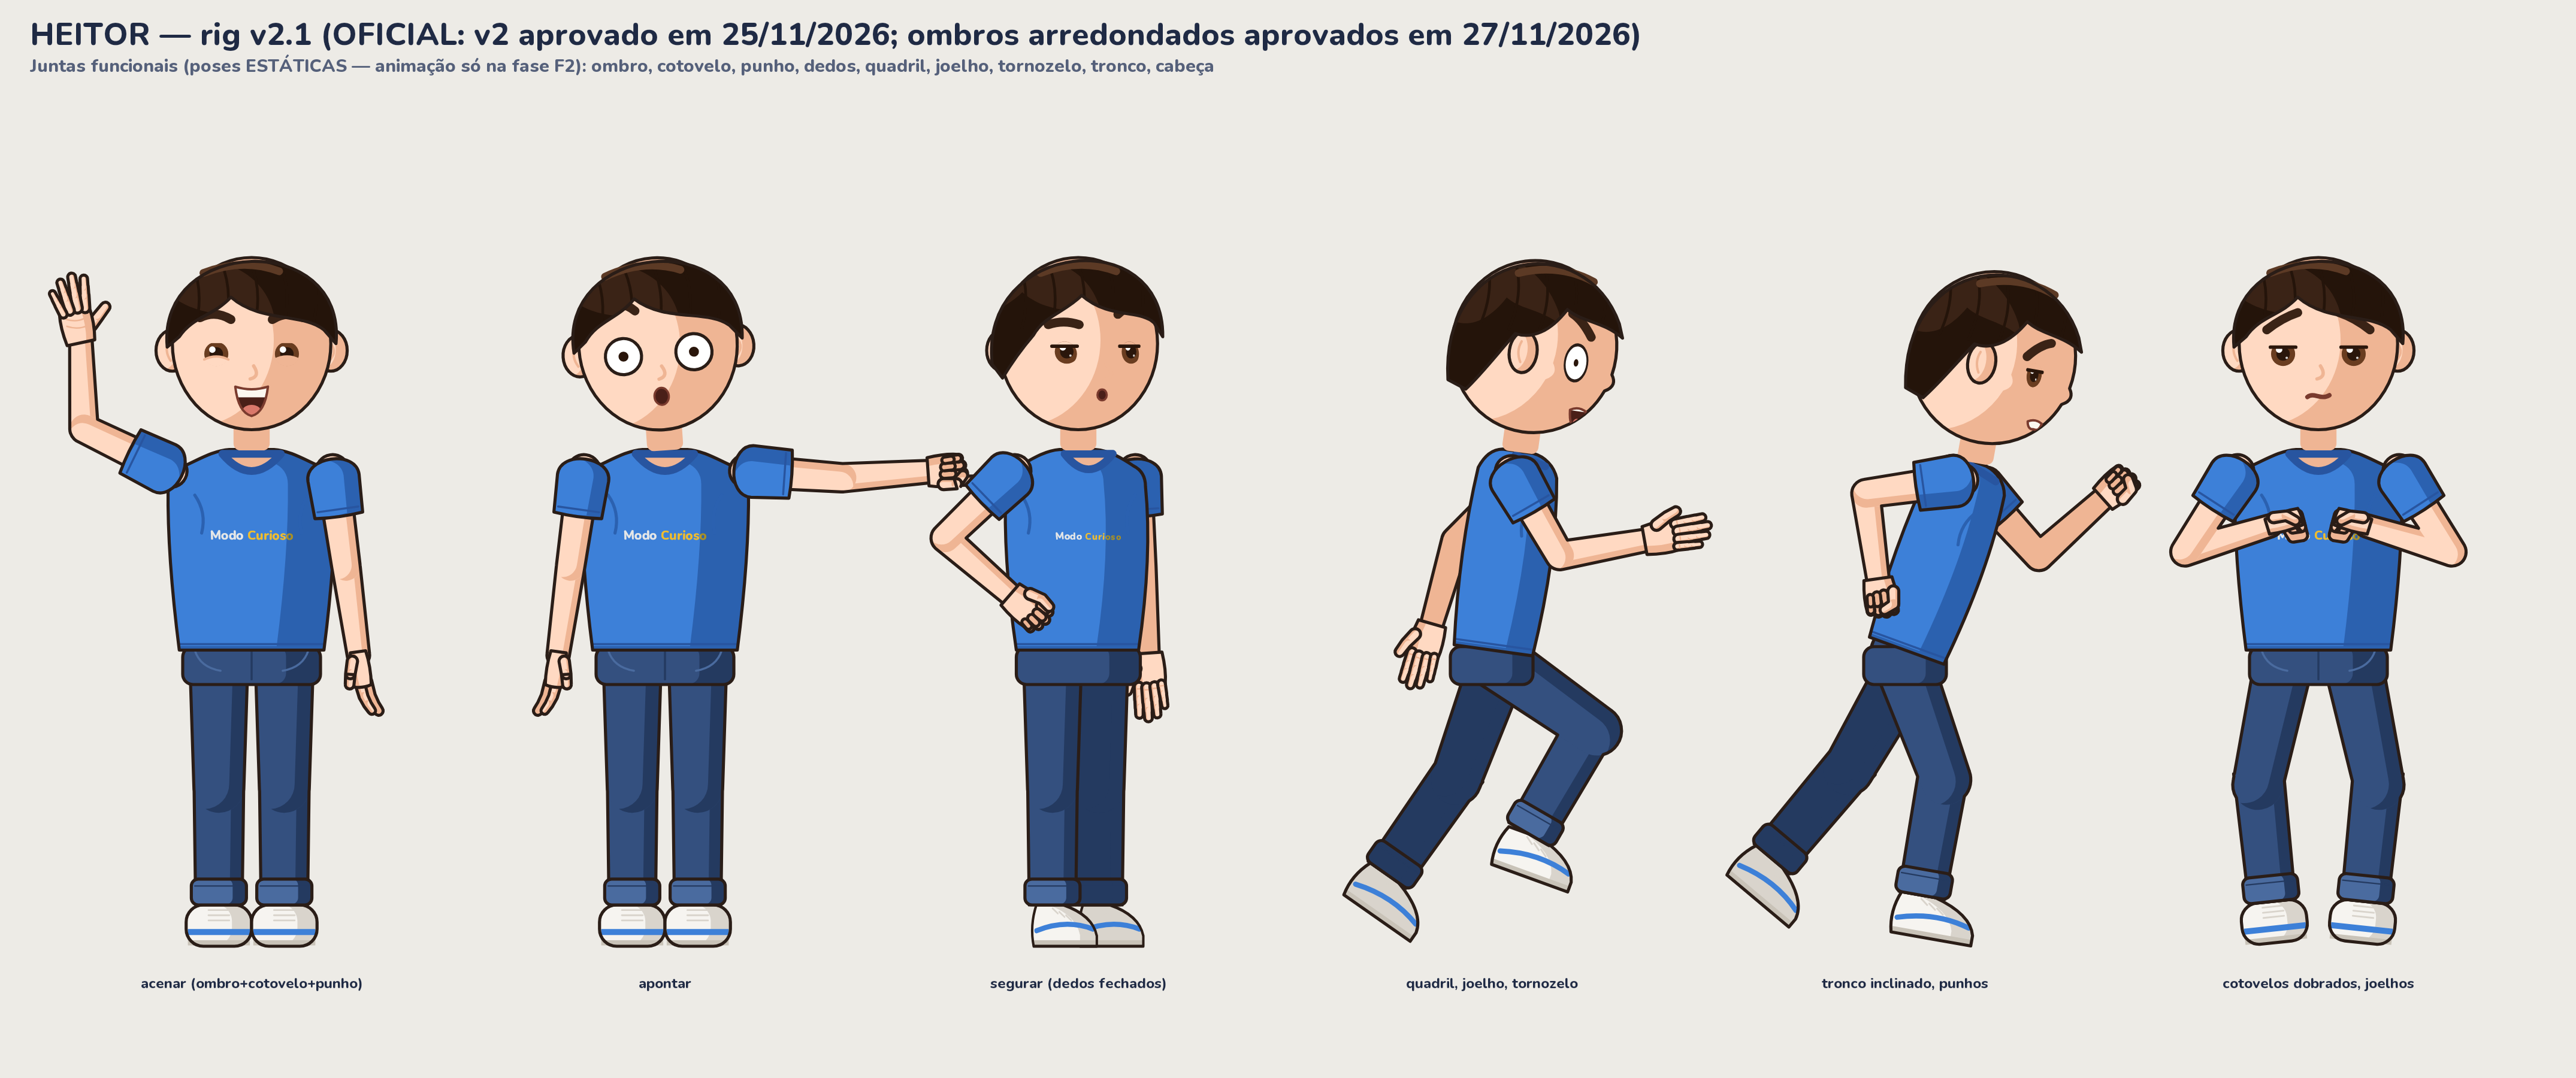 HEITOR — rig v2.1 (OFICIAL: v2 aprovado em 25/11/2026; ombros arredondados aprovados em 27/11/2026)
Juntas funcionais (poses ESTÁTICAS — animação só na fase F2): ombro, cotovelo, punho, dedos, quadril, joelho, tornozelo, tronco, cabeça
Modo Curioso
Modo Curioso
Modo Curioso
acenar (ombro+cotovelo+punho)
apontar
segurar (dedos fechados)
quadril, joelho, tornozelo
tronco inclinado, punhos
cotovelos dobrados, joelhos